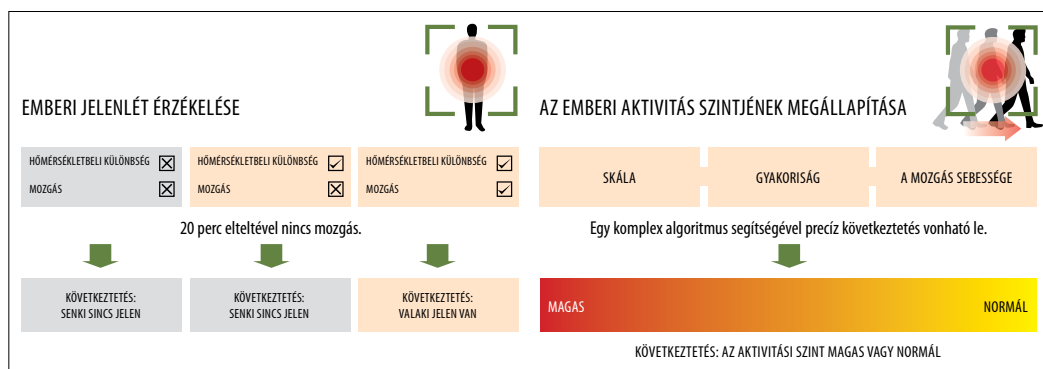 EMBERI JELENLÉT ÉRZÉKELÉSE
HŐMÉRSÉKLETBELI KÜLÖNBSÉG
MOZGÁS
HŐMÉRSÉKLETBELI KÜLÖNBSÉG
MOZGÁS
HŐMÉRSÉKLETBELI KÜLÖNBSÉG
MOZGÁS
20 perc elteltével nincs mozgás.
KÖVETKEZTETÉS:
SENKI SINCS JELEN
KÖVETKEZTETÉS:
SENKI SINCS JELEN
KÖVETKEZTETÉS:
VALAKI JELEN VAN
AZ EMBERI AKTIVITÁS SZINTJÉNEK MEGÁLLAPÍTÁSA
SKÁLA
GYAKORISÁG
A MOZGÁS SEBESSÉGE
Egy komplex algoritmus segítségével precíz következtetés vonható le.
MAGAS
NORMÁL
KÖVETKEZTETÉS: AZ AKTIVITÁSI SZINT MAGAS VAGY NORMÁL